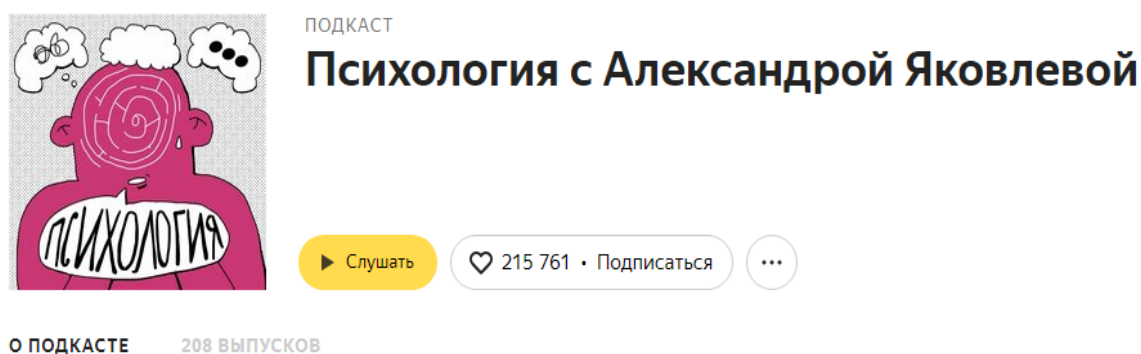 ПОДКАСТ
Психология с Александрой Яковлевой
ПСИХОЛОГИЯ
Слушать
215 761 • Подписаться
О ПОДКАСТЕ
208 ВЫПУСКОВ